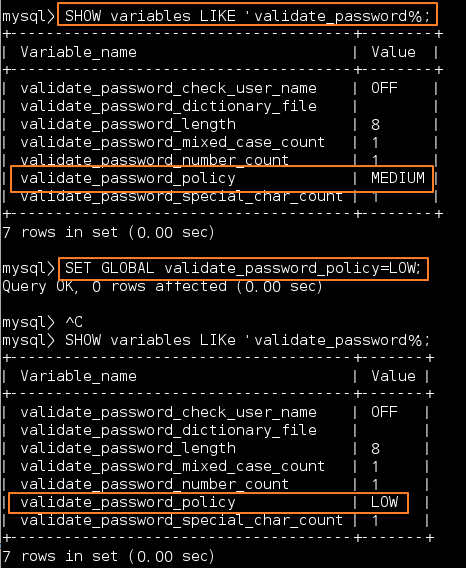 mysql> SHOW variables LIKE 'validate_password%;
+--------------------------------------+--------+
| Variable_name | Value |
+--------------------------------------+--------+
| validate_password_check_user_name | OFF |
| validate_password_dictionary_file | |
| validate_password_length | 8 |
| validate_password_mixed_case_count | 1 |
| validate_password_number_count | 1 |
| validate_password_policy | MEDIUM |
| validate_password_special_char_count | 1 |
+--------------------------------------+--------+
7 rows in set (0.00 sec)
mysql> SET GLOBAL validate_password_policy=LOW;
Query OK, 0 rows affected (0.00 sec)
mysql> ^C
mysql> SHOW variables LIKe 'validate_password%;
+--------------------------------------+-------+
| Variable_name | Value |
+--------------------------------------+-------+
| validate_password_check_user_name | OFF |
| validate_password_dictionary_file | |
| validate_password_length | 8 |
| validate_password_mixed_case_count | 1 |
| validate_password_number_count | 1 |
| validate_password_policy | LOW |
| validate_password_special_char_count | 1 |
+--------------------------------------+-------+
7 rows in set (0.00 sec)